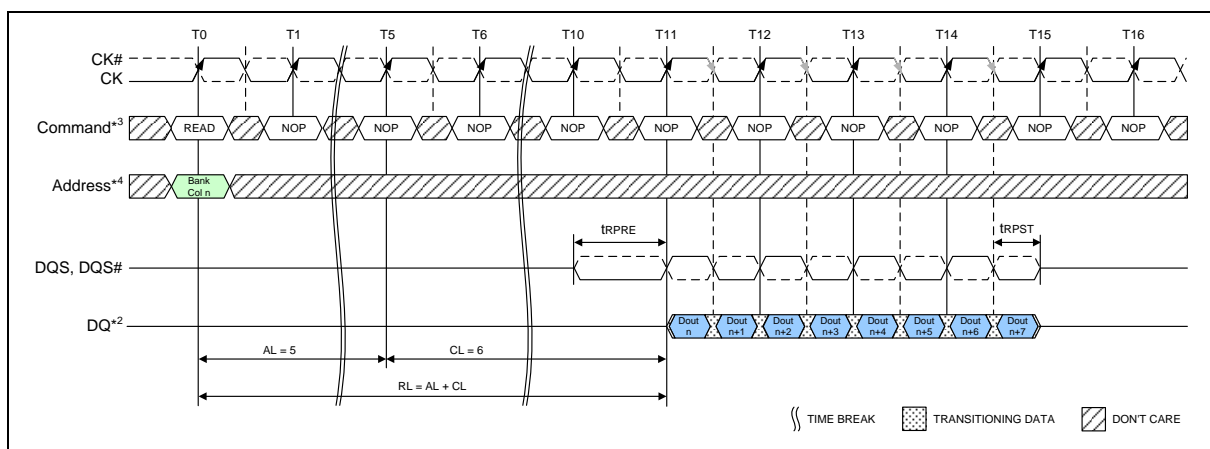 T0 T1 T5 T6 T10 T11 T12 T13 T14 T15 T16
CK#
CK
Command*3 READ NOP NOP NOP NOP NOP NOP NOP NOP NOP NOP
Address*4 Bank
Col n
tRPRE tRPST
DQS, DQS#
DQ*2 Dout Dout Dout Dout Dout Dout Dout Dout
n n+1 n+2 n+3 n+4 n+5 n+6 n+7
AL = 5 CL = 6
RL = AL + CL
TIME BREAK TRANSITIONING DATA DON'T CARE